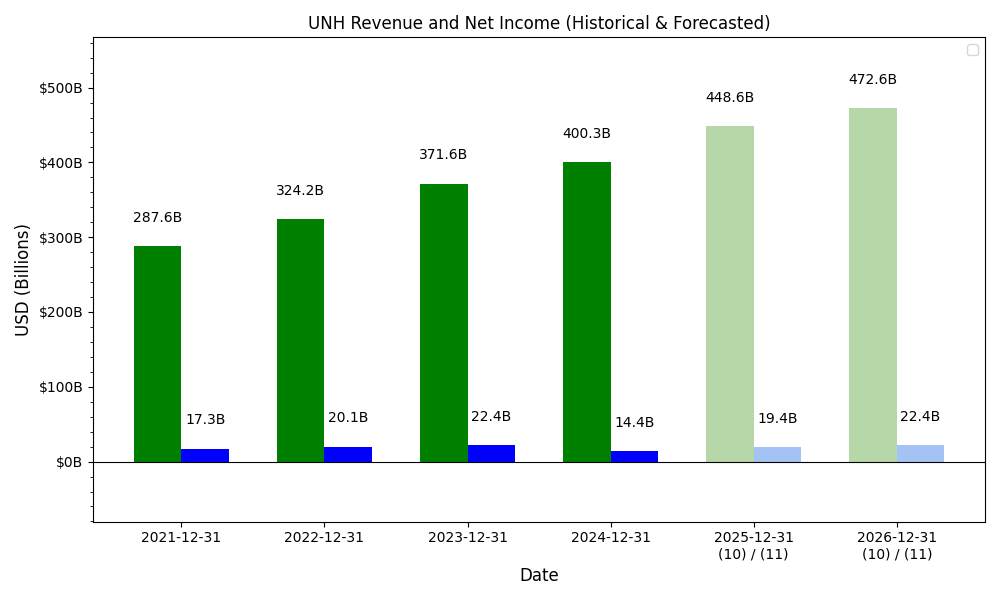 UNH Revenue and Net Income (Historical & Forecasted)
USD (Billions)
$500B
$400B
$300B
$200B
$100B
$0B
287.6B
17.3B
324.2B
20.1B
371.6B
22.4B
400.3B
14.4B
448.6B
19.4B
472.6B
22.4B
2021-12-31
2022-12-31
2023-12-31
2024-12-31
2025-12-31
(10) / (11)
2026-12-31
(10) / (11)
Date